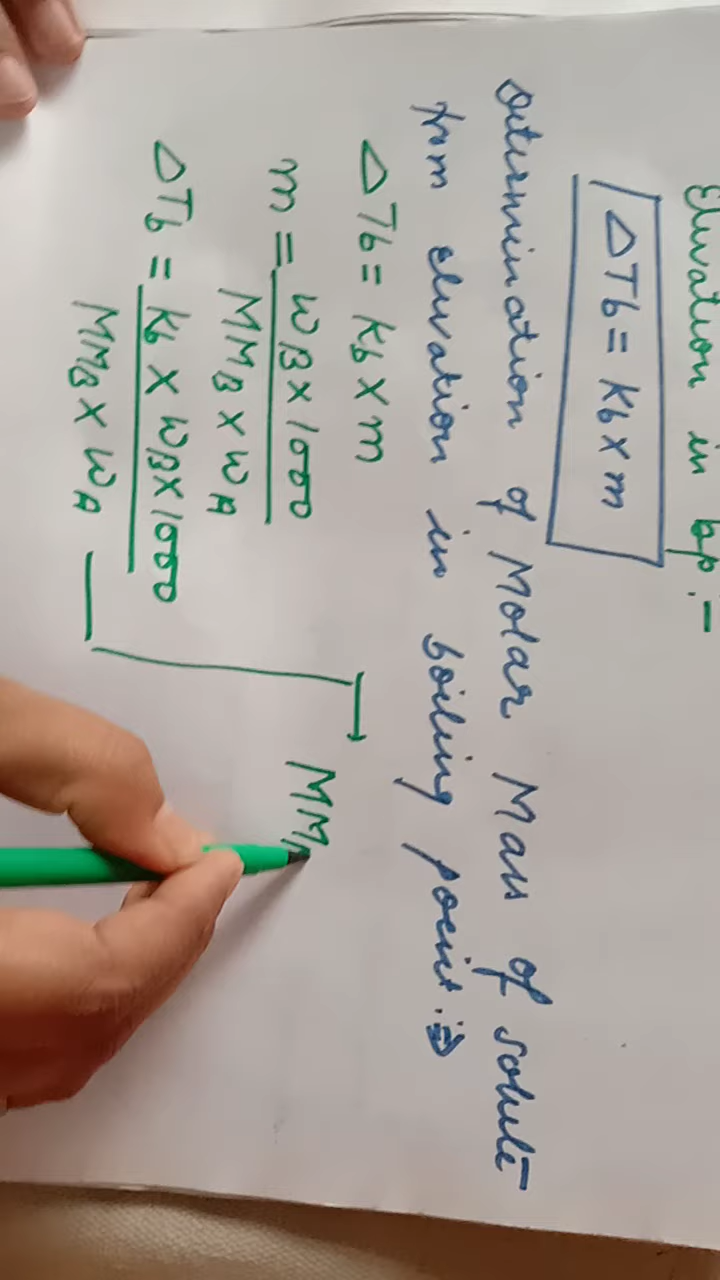 Elevation in bp :-
ΔTb = Kb × m
Determination of Molar Mass of solute
from elevation in boiling point :⇒
ΔTb = Kb × m
m = WB × 1000
MMB × WA
ΔTb = Kb × WB × 1000
MMB × WA
MM